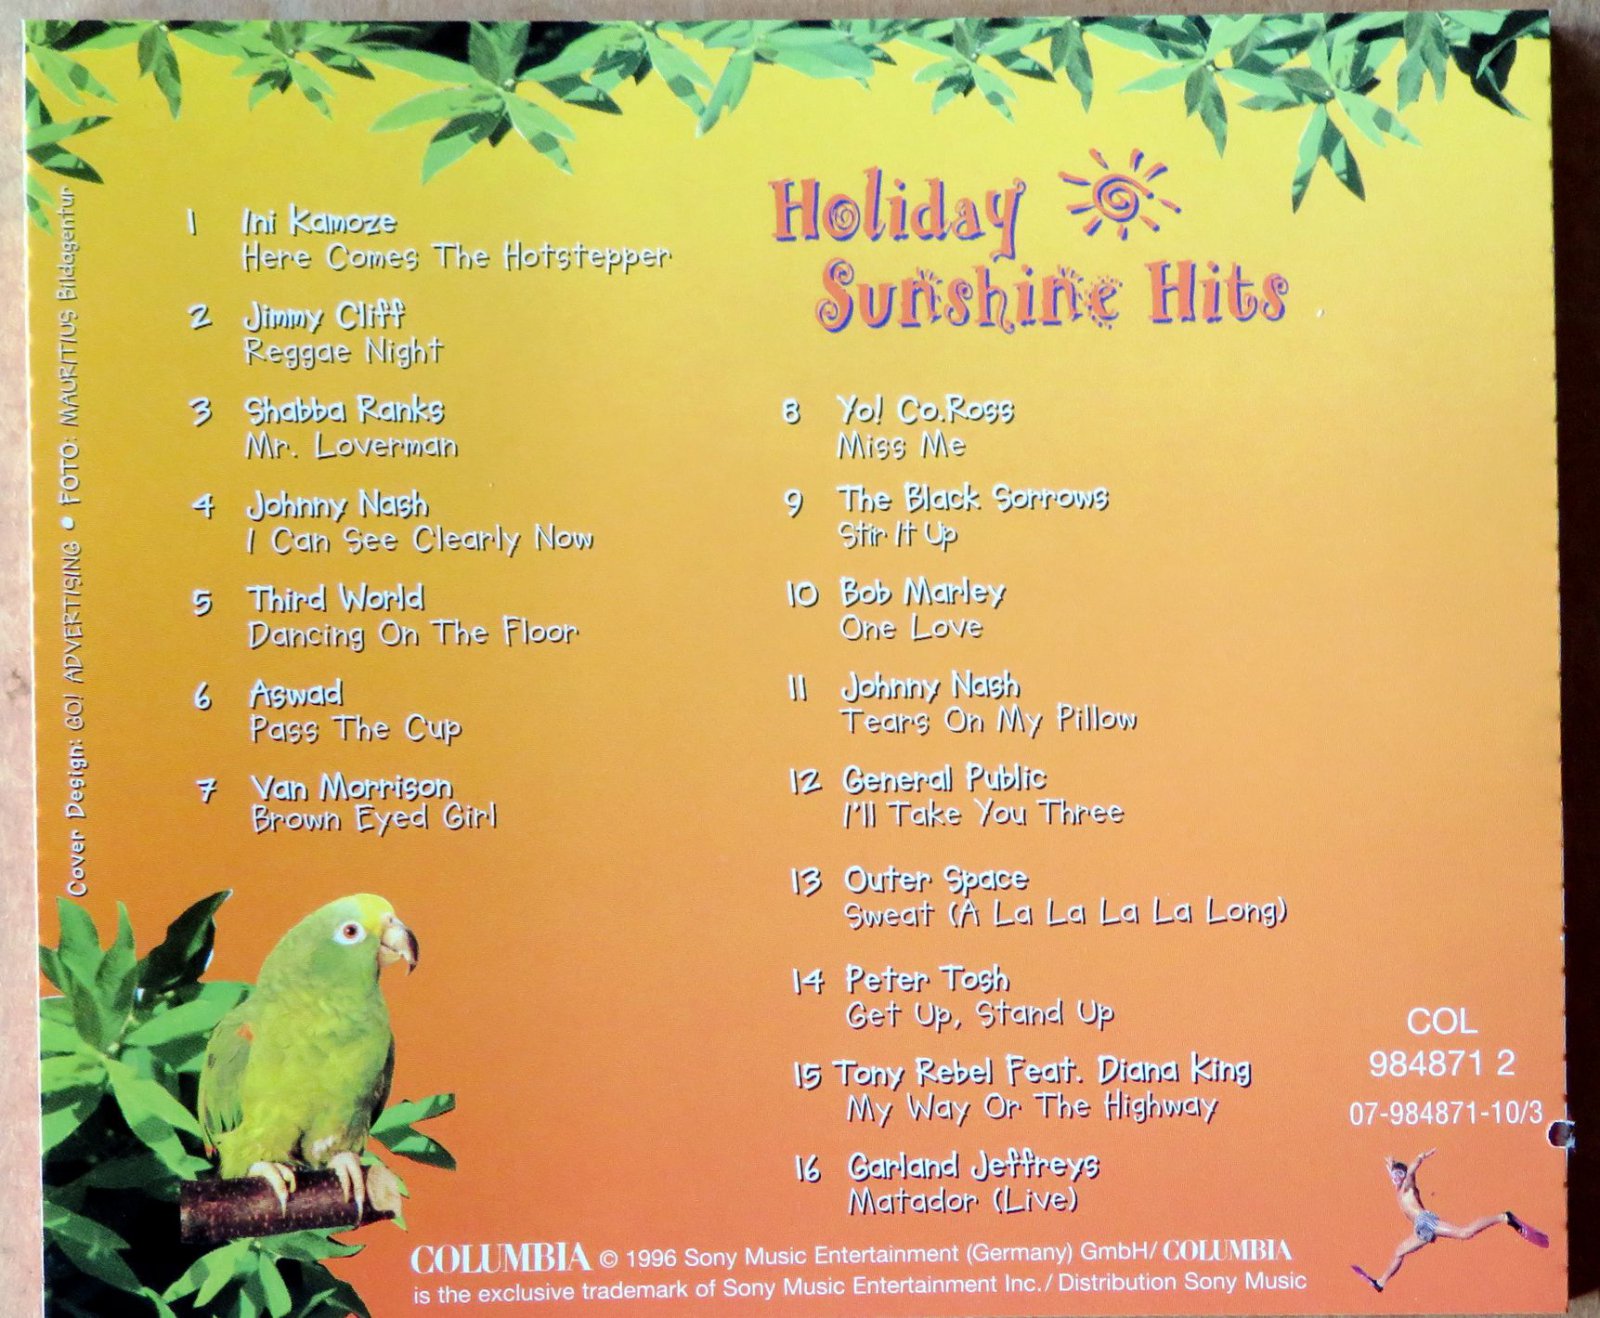 Holiday
Sunshine Hits
1 Ini Kamoze
Here Comes The Hotstepper
2 Jimmy Cliff
Reggae Night
3 Shabba Ranks
Mr. Loverman
4 Johnny Nash
I Can See Clearly Now
5 Third World
Dancing On The Floor
6 Aswad
Pass The Cup
7 Van Morrison
Brown Eyed Girl
8 Yo! Co.Ross
Miss Me
9 The Black Sorrows
Stir It Up
10 Bob Marley
One Love
11 Johnny Nash
Tears On My Pillow
12 General Public
I'll Take You Three
13 Outer Space
Sweat (A La La La La Long)
14 Peter Tosh
Get Up, Stand Up
15 Tony Rebel Feat. Diana King
My Way Or The Highway
16 Garland Jeffreys
Matador (Live)
COL
984871 2
07-984871-10/3
COLUMBIA © 1996 Sony Music Entertainment (Germany) GmbH/ COLUMBIA
is the exclusive trademark of Sony Music Entertainment Inc. / Distribution Sony Music
Cover Design: GO! ADVERTISING • FOTO: MAURITIUS Bildagentur